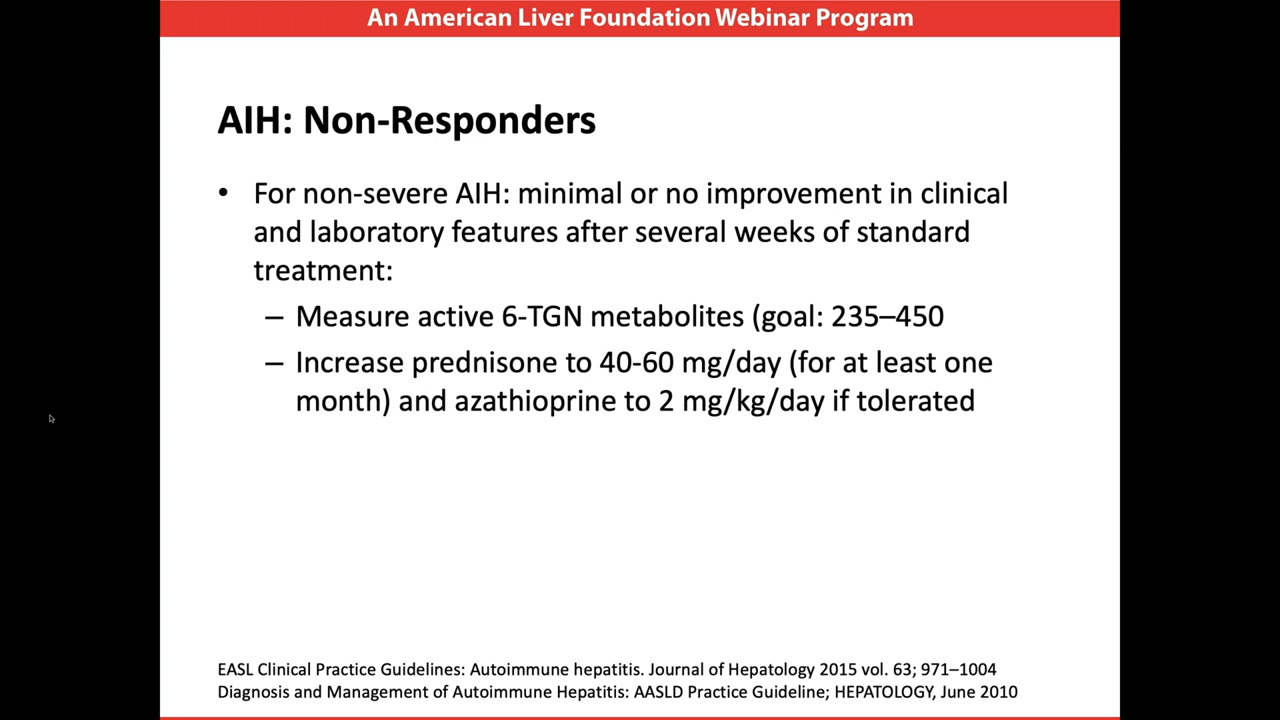 An American Liver Foundation Webinar Program
AIH: Non-Responders
• For non-severe AIH: minimal or no improvement in clinical
and laboratory features after several weeks of standard
treatment:
– Measure active 6-TGN metabolites (goal: 235–450
– Increase prednisone to 40-60 mg/day (for at least one
month) and azathioprine to 2 mg/kg/day if tolerated
EASL Clinical Practice Guidelines: Autoimmune hepatitis. Journal of Hepatology 2015 vol. 63; 971–1004
Diagnosis and Management of Autoimmune Hepatitis: AASLD Practice Guideline; HEPATOLOGY, June 2010